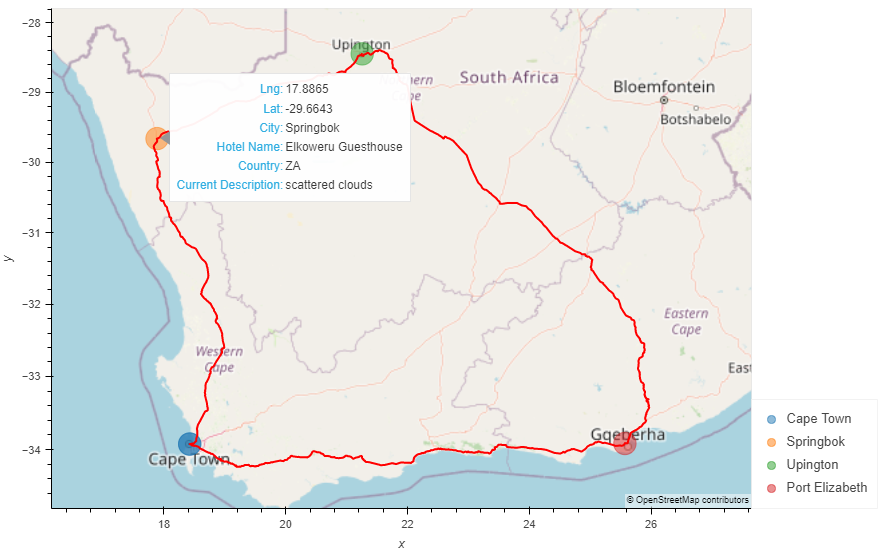 −28
−29
−30
−31
−32
−33
−34
y
18
20
22
24
26
x
Upington
South Africa
Bloemfontein
Botshabelo
hern
Cape
Lng: 17.8865
Lat: -29.6643
City: Springbok
Hotel Name: Elkoweru Guesthouse
Country: ZA
Current Description: scattered clouds
Western
Cape
Eastern
Cape
East
Gqeberha
Cape Town
© OpenStreetMap contributors
Cape Town
Springbok
Upington
Port Elizabeth